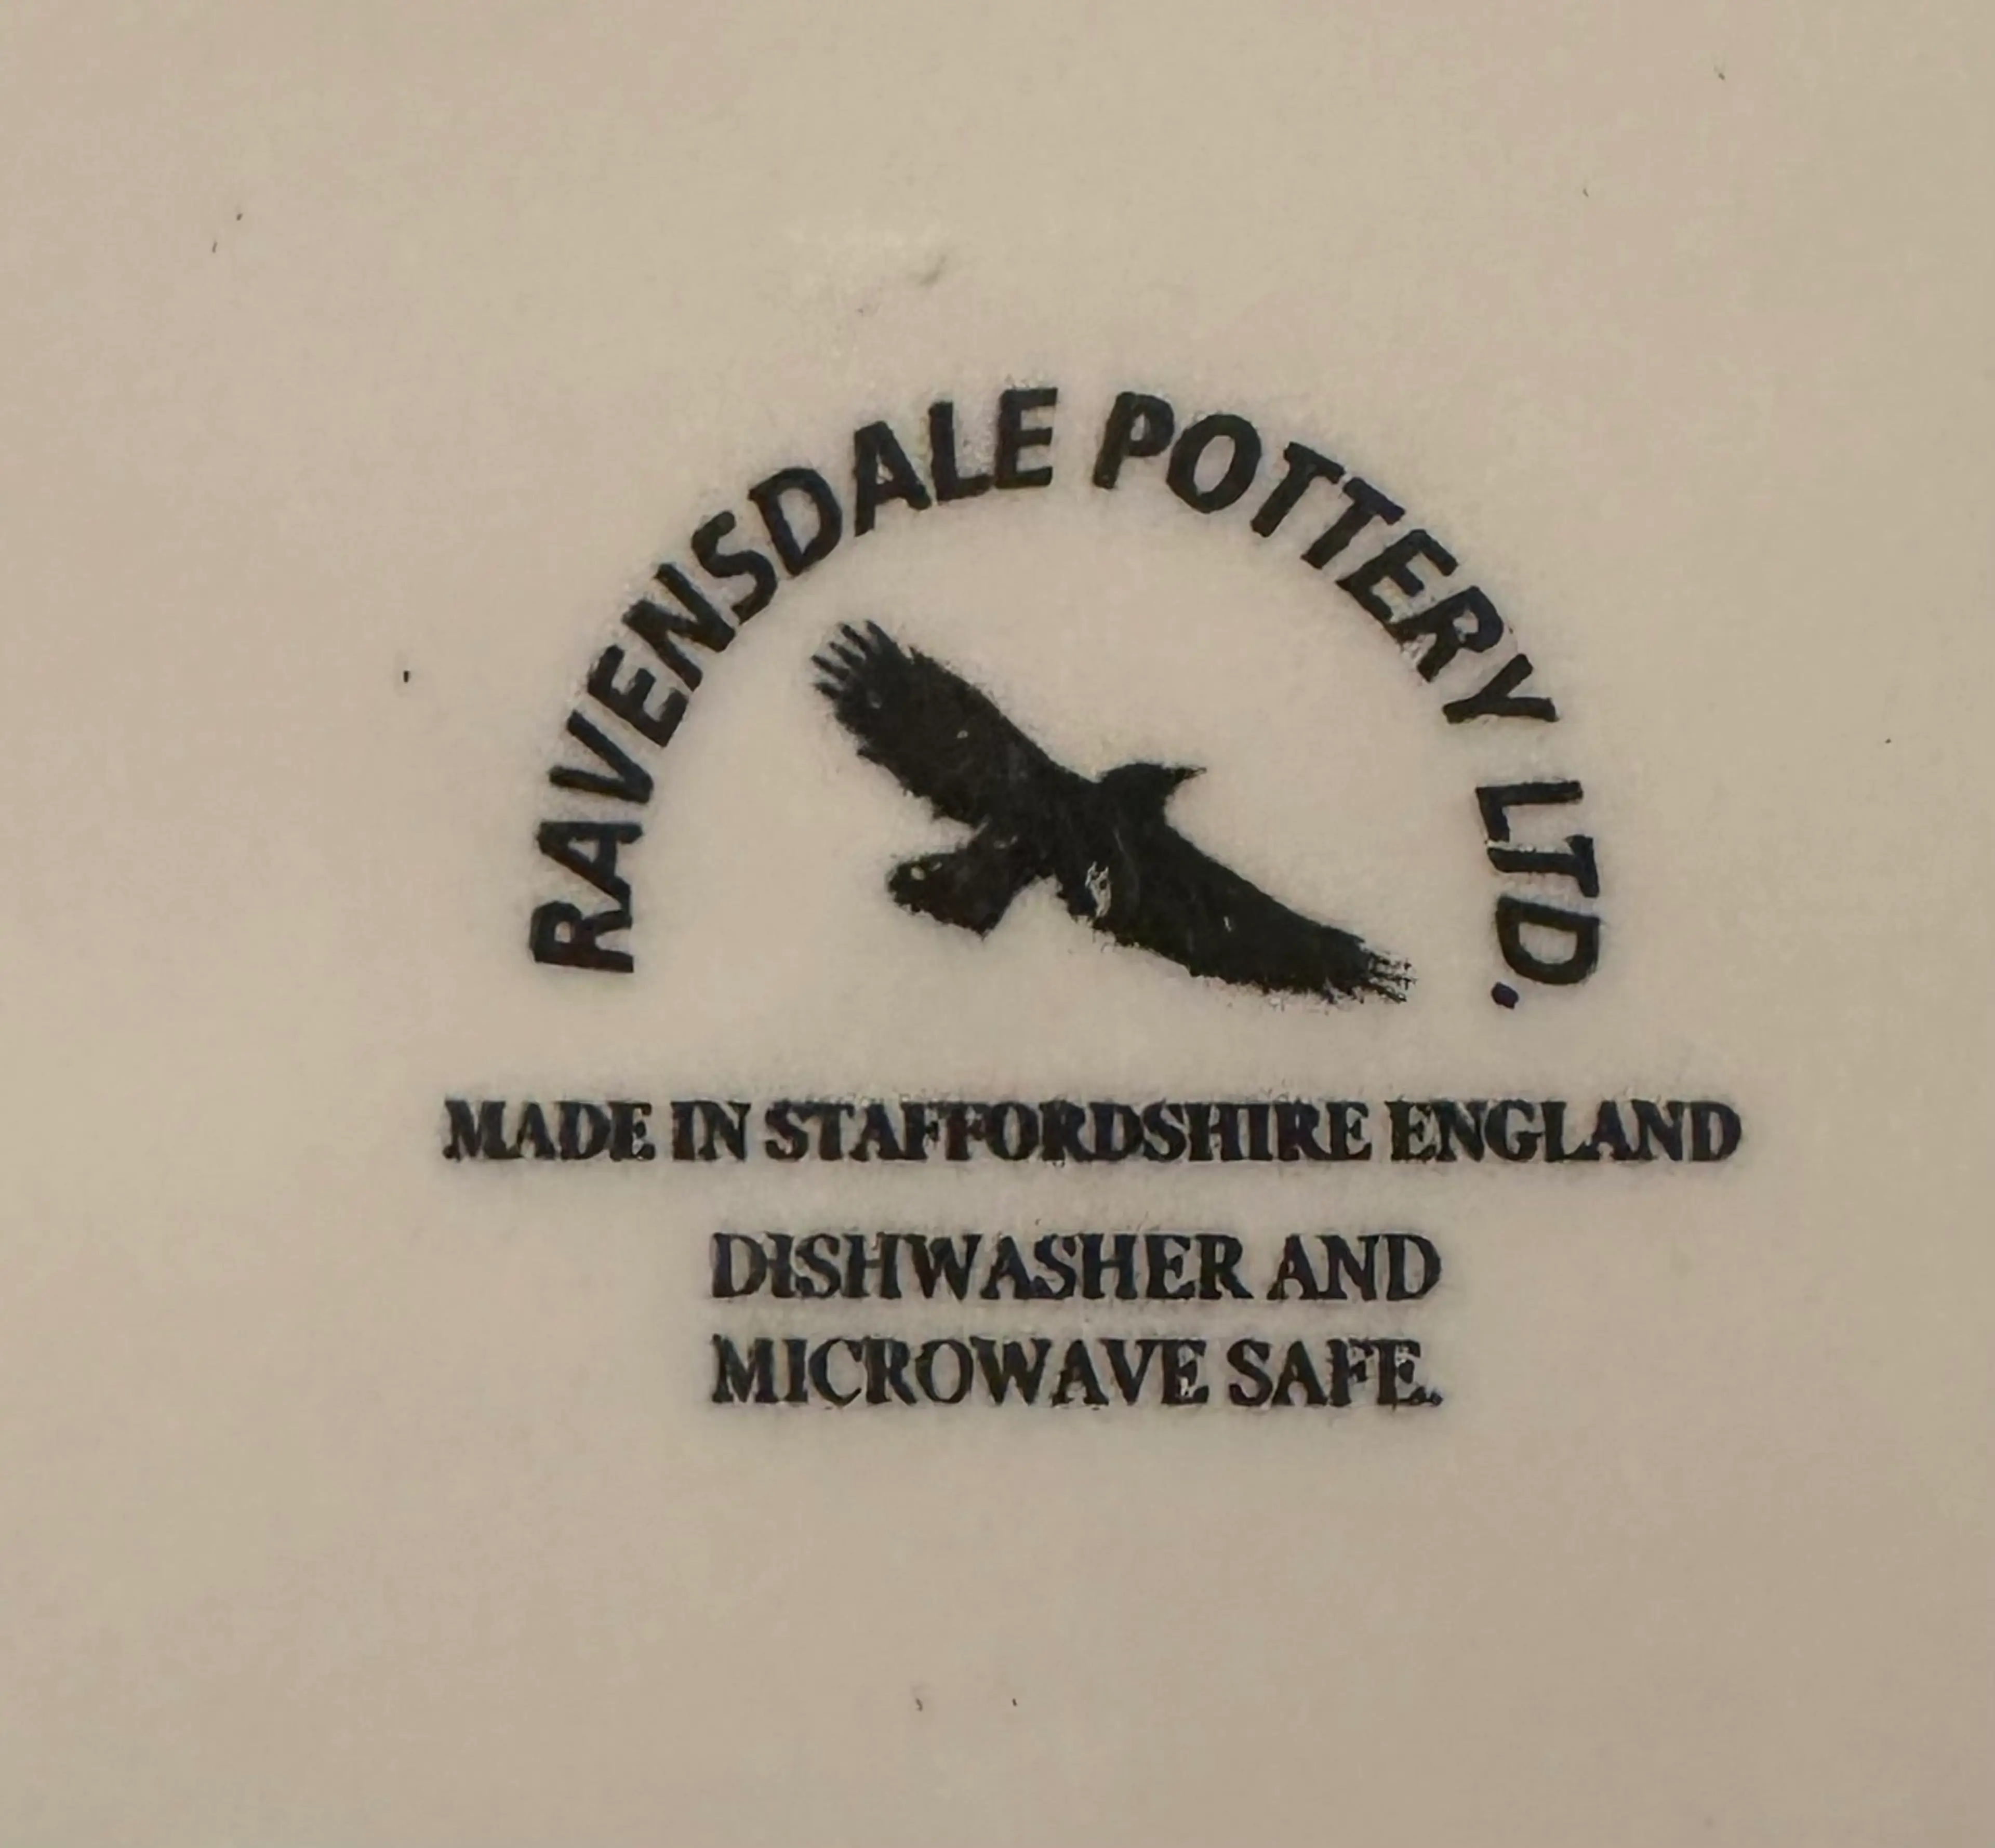 RAVENSDALE POTTERY LTD.
MADE IN STAFFORDSHIRE ENGLAND
DISHWASHER AND
MICROWAVE SAFE.